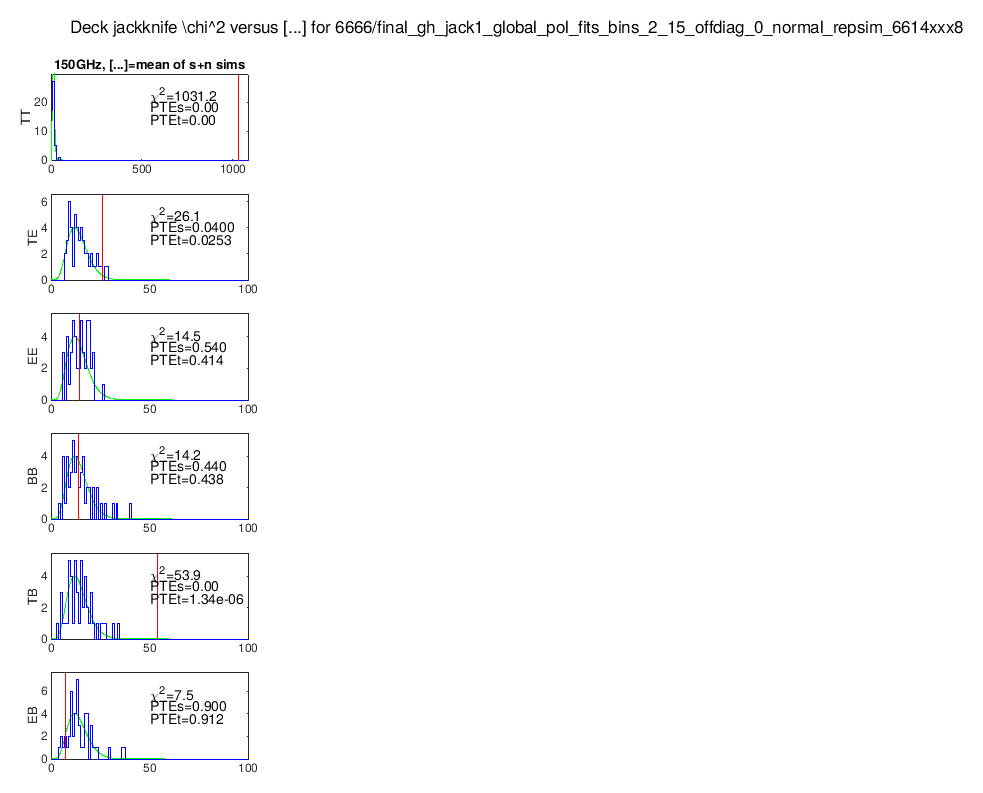 Deck jackknife \chi^2 versus [...] for 6666/final_gh_jack1_global_pol_fits_bins_2_15_offdiag_0_normal_repsim_6614xxx8
150GHz, [...]=mean of s+n sims
TT
20
10
0
χ²=1031.2
PTEs=0.00
PTEt=0.00
0 500 1000
TE
6
4
2
0
χ²=26.1
PTEs=0.0400
PTEt=0.0253
0 50 100
EE
4
2
0
χ²=14.5
PTEs=0.540
PTEt=0.414
0 50 100
BB
4
2
0
χ²=14.2
PTEs=0.440
PTEt=0.438
0 50 100
TB
4
2
0
χ²=53.9
PTEs=0.00
PTEt=1.34e-06
0 50 100
EB
6
4
2
0
χ²=7.5
PTEs=0.900
PTEt=0.912
0 50 100